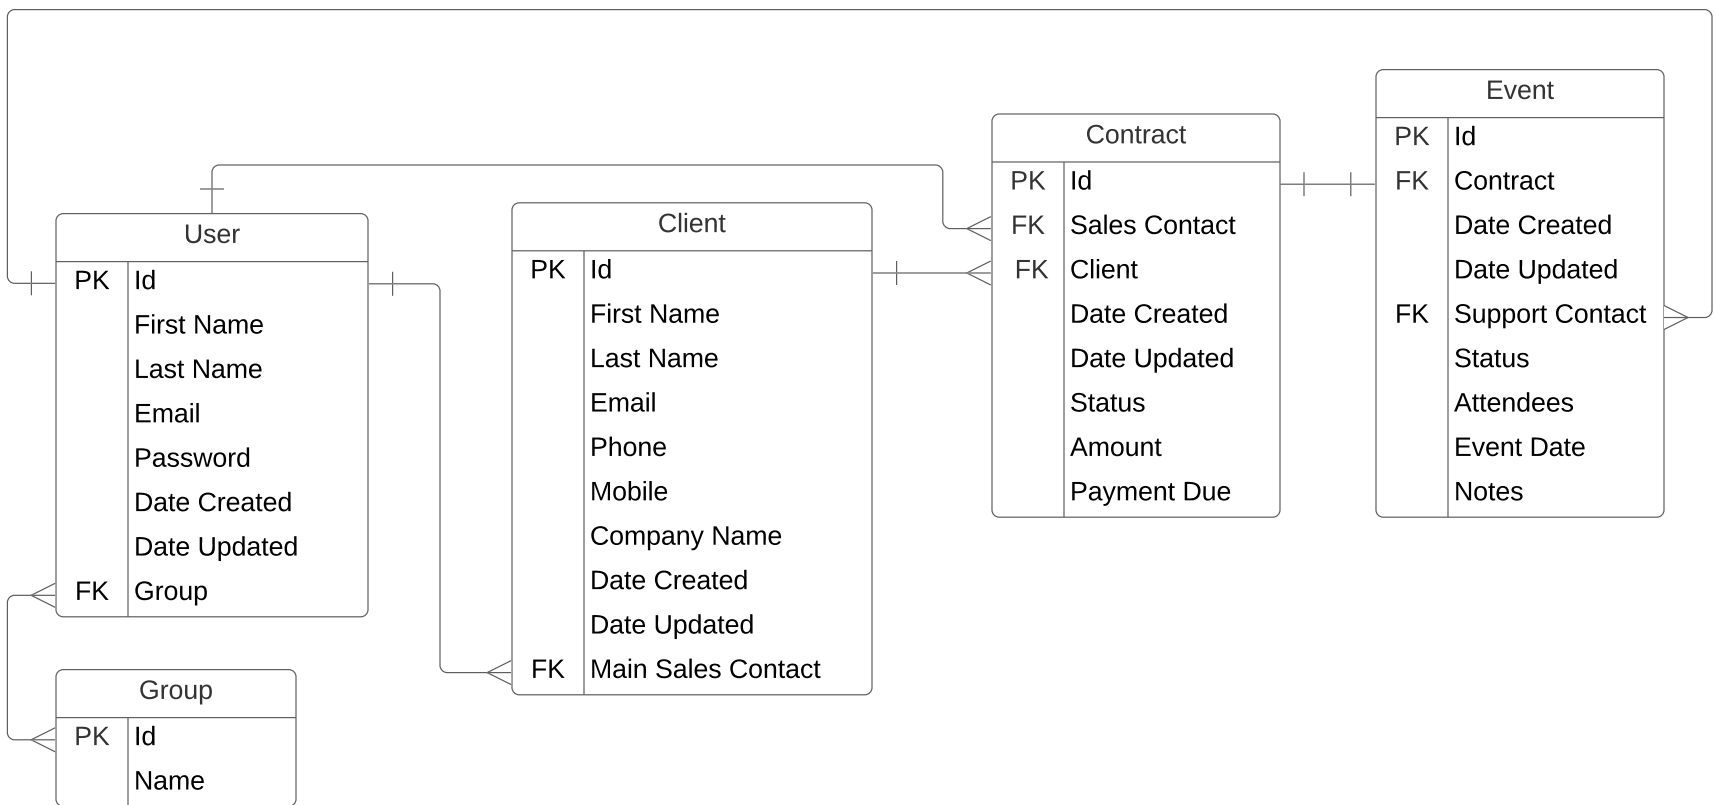 User
PK Id
First Name
Last Name
Email
Password
Date Created
Date Updated
FK Group
Group
PK Id
Name
Client
PK Id
First Name
Last Name
Email
Phone
Mobile
Company Name
Date Created
Date Updated
FK Main Sales Contact
Contract
PK Id
FK Sales Contact
FK Client
Date Created
Date Updated
Status
Amount
Payment Due
Event
PK Id
FK Contract
Date Created
Date Updated
FK Support Contact
Status
Attendees
Event Date
Notes